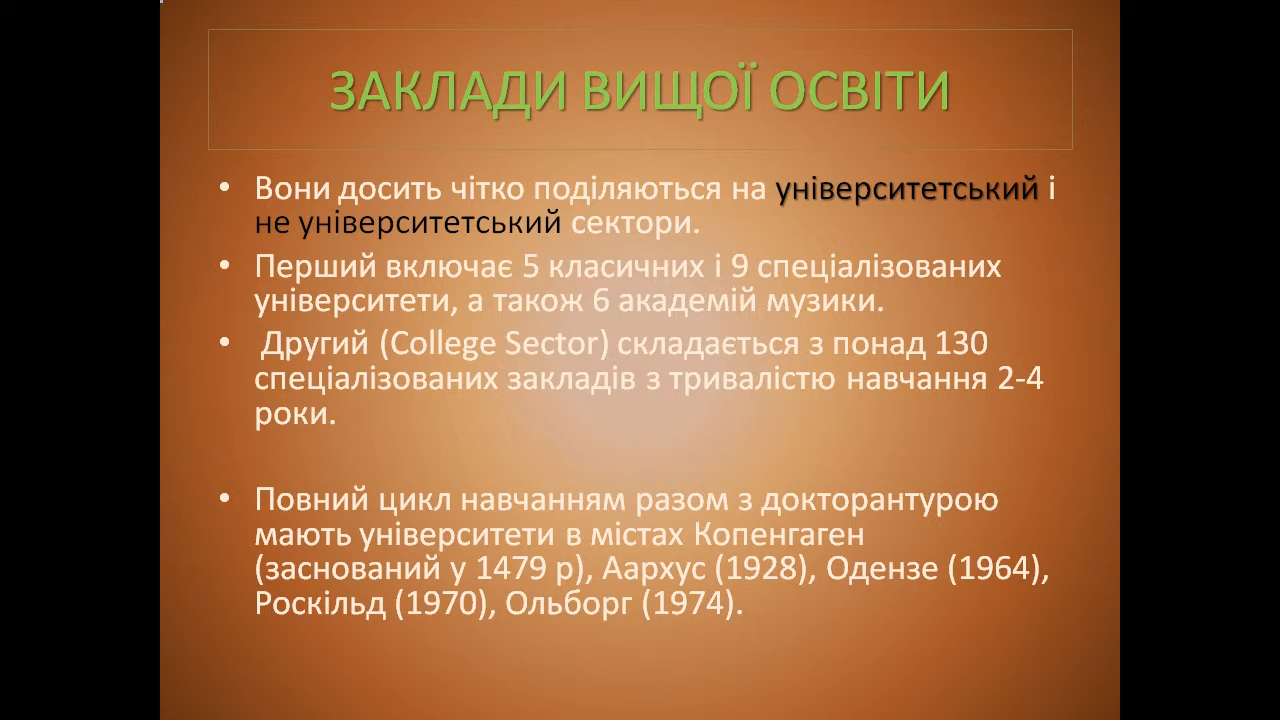 ЗАКЛАДИ ВИЩОЇ ОСВІТИ
• Вони досить чітко поділяються на університетський і
не університетський сектори.
• Перший включає 5 класичних і 9 спеціалізованих
університети, а також 6 академій музики.
• Другий (College Sector) складається з понад 130
спеціалізованих закладів з тривалістю навчання 2-4
роки.
• Повний цикл навчанням разом з докторантурою
мають університети в містах Копенгаген
(заснований у 1479 р), Аархус (1928), Одензе (1964),
Роскільд (1970), Ольборг (1974).